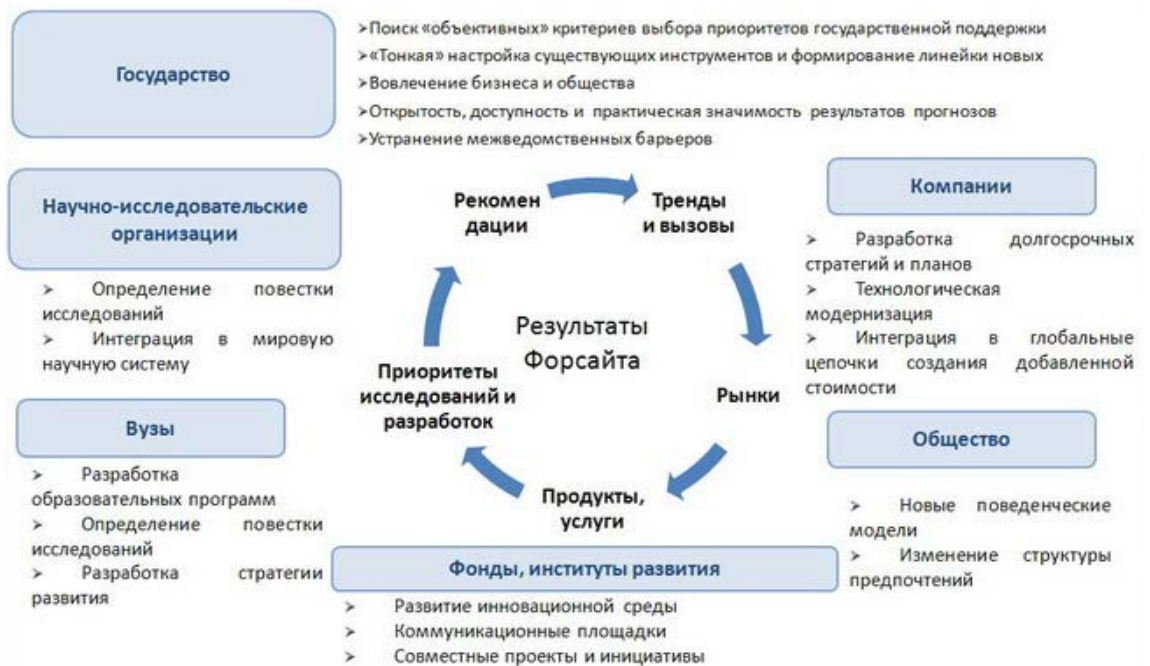 Государство
➢Поиск «объективных» критериев выбора приоритетов государственной поддержки
➢«Тонкая» настройка существующих инструментов и формирование линейки новых
➢Вовлечение бизнеса и общества
➢Открытость, доступность и практическая значимость результатов прогнозов
➢Устранение межведомственных барьеров
Научно-исследовательские
организации
➢ Определение повестки
исследований
➢ Интеграция в мировую
научную систему
Вузы
➢ Разработка
образовательных программ
➢ Определение повестки
исследований
➢ Разработка стратегии
развития
Рекомен
дации
Тренды
и вызовы
Результаты
Форсайта
Приоритеты
исследований и
разработок
Рынки
Продукты,
услуги
Компании
➢ Разработка долгосрочных
стратегий и планов
➢ Технологическая
модернизация
➢ Интеграция в глобальные
цепочки создания добавленной
стоимости
Общество
➢ Новые поведенческие
модели
➢ Изменение структуры
предпочтений
Фонды, институты развития
➢ Развитие инновационной среды
➢ Коммуникационные площадки
➢ Совместные проекты и инициативы